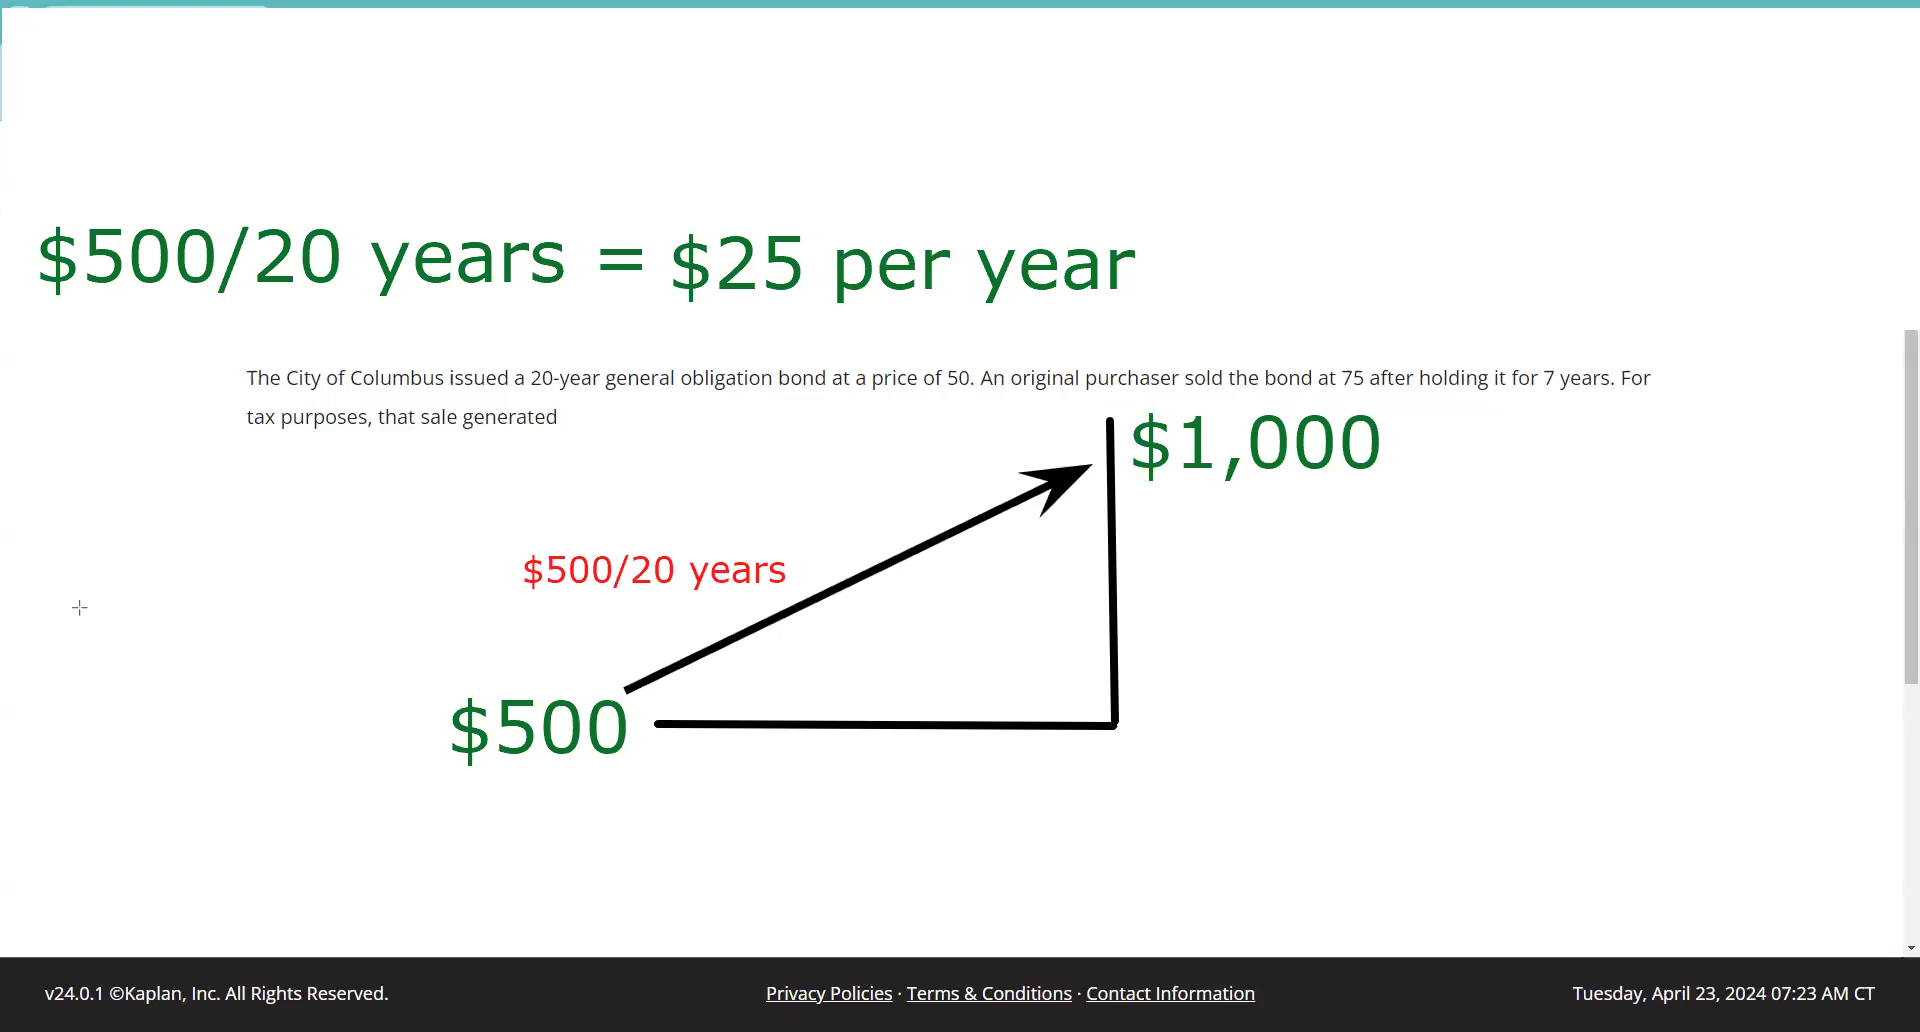 $500/20 years = $25 per year
The City of Columbus issued a 20-year general obligation bond at a price of 50. An original purchaser sold the bond at 75 after holding it for 7 years. For
tax purposes, that sale generated
$1,000
$500/20 years
$500
v24.0.1 ©Kaplan, Inc. All Rights Reserved.
Privacy Policies · Terms & Conditions · Contact Information
Tuesday, April 23, 2024 07:23 AM CT